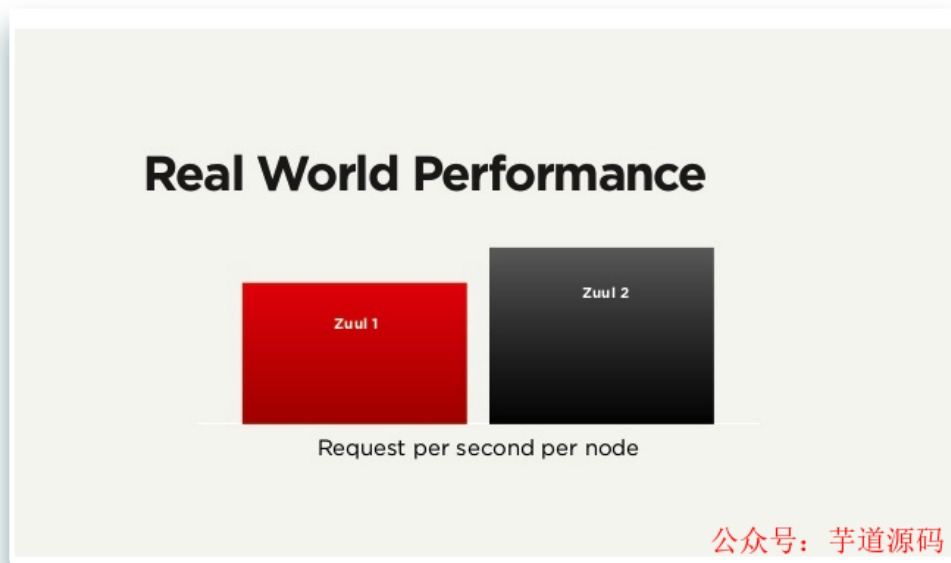 Real World Performance
Zuul 1
Zuul 2
Request per second per node
公众号：芋道源码